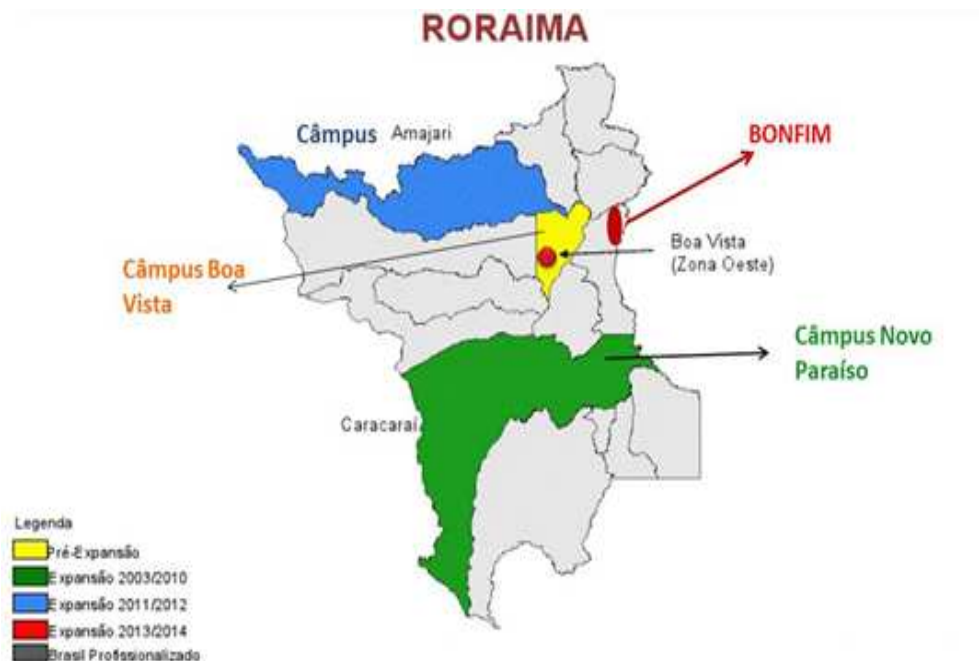 RORAIMA
Câmpus Amajari
BONFIM
Boa Vista
(Zona Oeste)
Câmpus Boa
Vista
Câmpus Novo
Paraíso
Caracaraí
Legenda
Pré-Expansão
Expansão 2003/2010
Expansão 2011/2012
Expansão 2013/2014
Brasil Profissionalizado